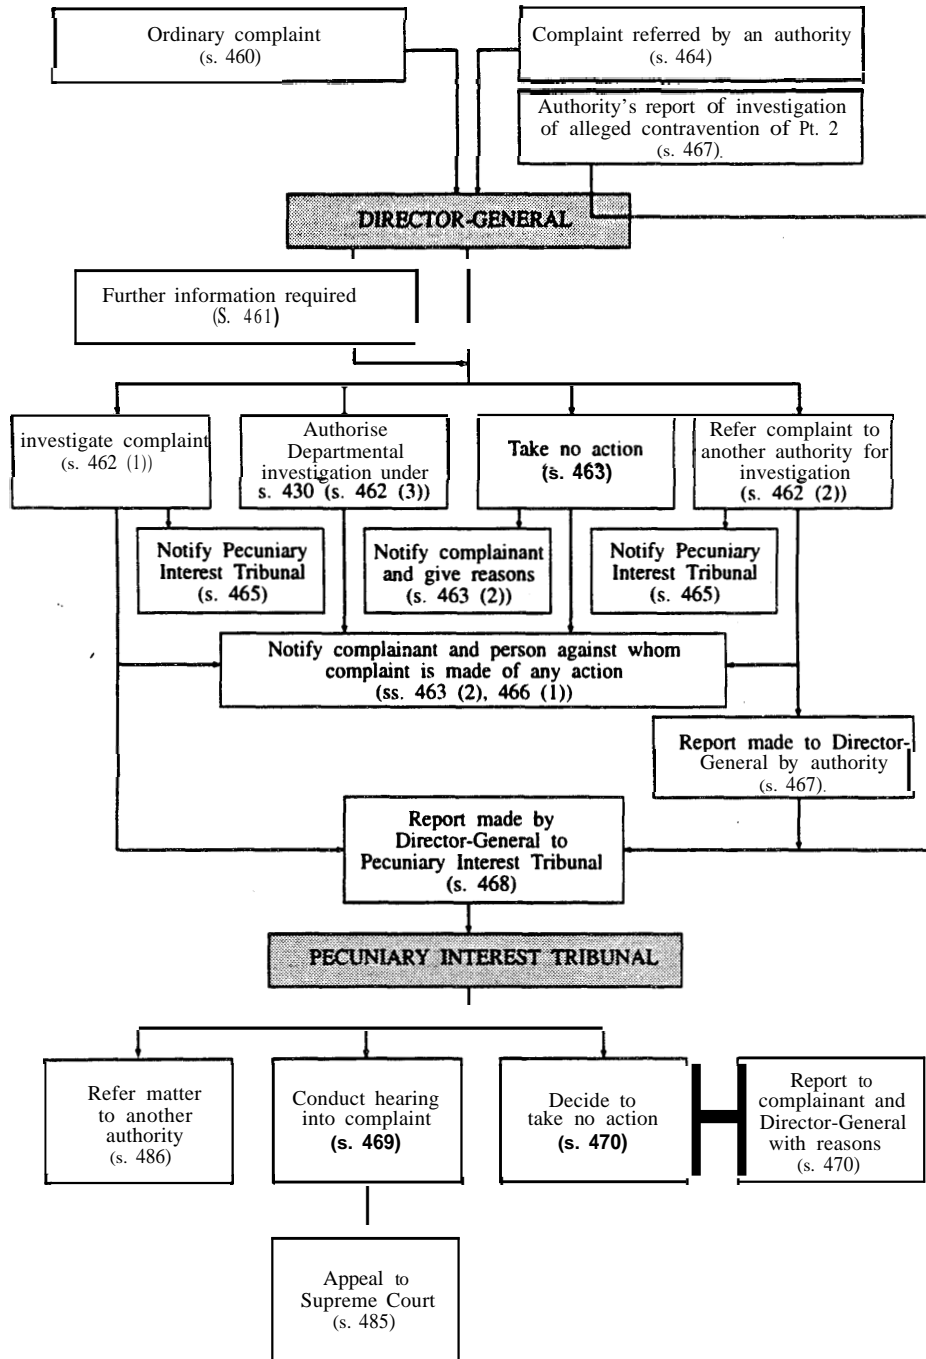 Ordinary complaint
(s. 460)
Complaint referred by an authority
(s. 464)
Authority's report of investigation
of alleged contravention of Pt. 2
(s. 467).
DIRECTOR-GENERAL
Further information required
(S. 461)
investigate complaint
(s. 462 (1))
Authorise
Departmental
investigation under
s. 430 (s. 462 (3))
Take no action
(s. 463)
Refer complaint to
another authority for
investigation
(s. 462 (2))
Notify Pecuniary
Interest Tribunal
(s. 465)
Notify complainant
and give reasons
(s. 463 (2))
Notify Pecuniary
Interest Tribunal
(s. 465)
Notify complainant and person against whom
complaint is made of any action
(ss. 463 (2), 466 (1))
Report made to Director-
General by authority
(s. 467).
Report made by
Director-General to
Pecuniary Interest Tribunal
(s. 468)
PECUNIARY INTEREST TRIBUNAL
Refer matter
to another
authority
(s. 486)
Conduct hearing
into complaint
(s. 469)
Decide to
take no action
(s. 470)
Report to
complainant and
Director-General
with reasons
(s. 470)
Appeal to
Supreme Court
(s. 485)